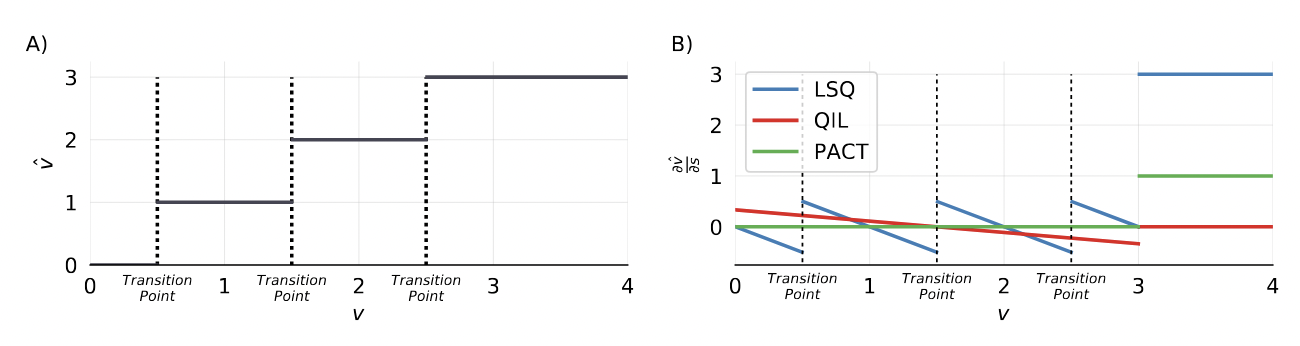 A)
3
2
1
0
v̂
0
Transition
Point
1
Transition
Point
2
Transition
Point
3
4
v
B)
3
2
1
0
∂v̂
∂s
LSQ
QIL
PACT
0
Transition
Point
1
Transition
Point
2
Transition
Point
3
4
v